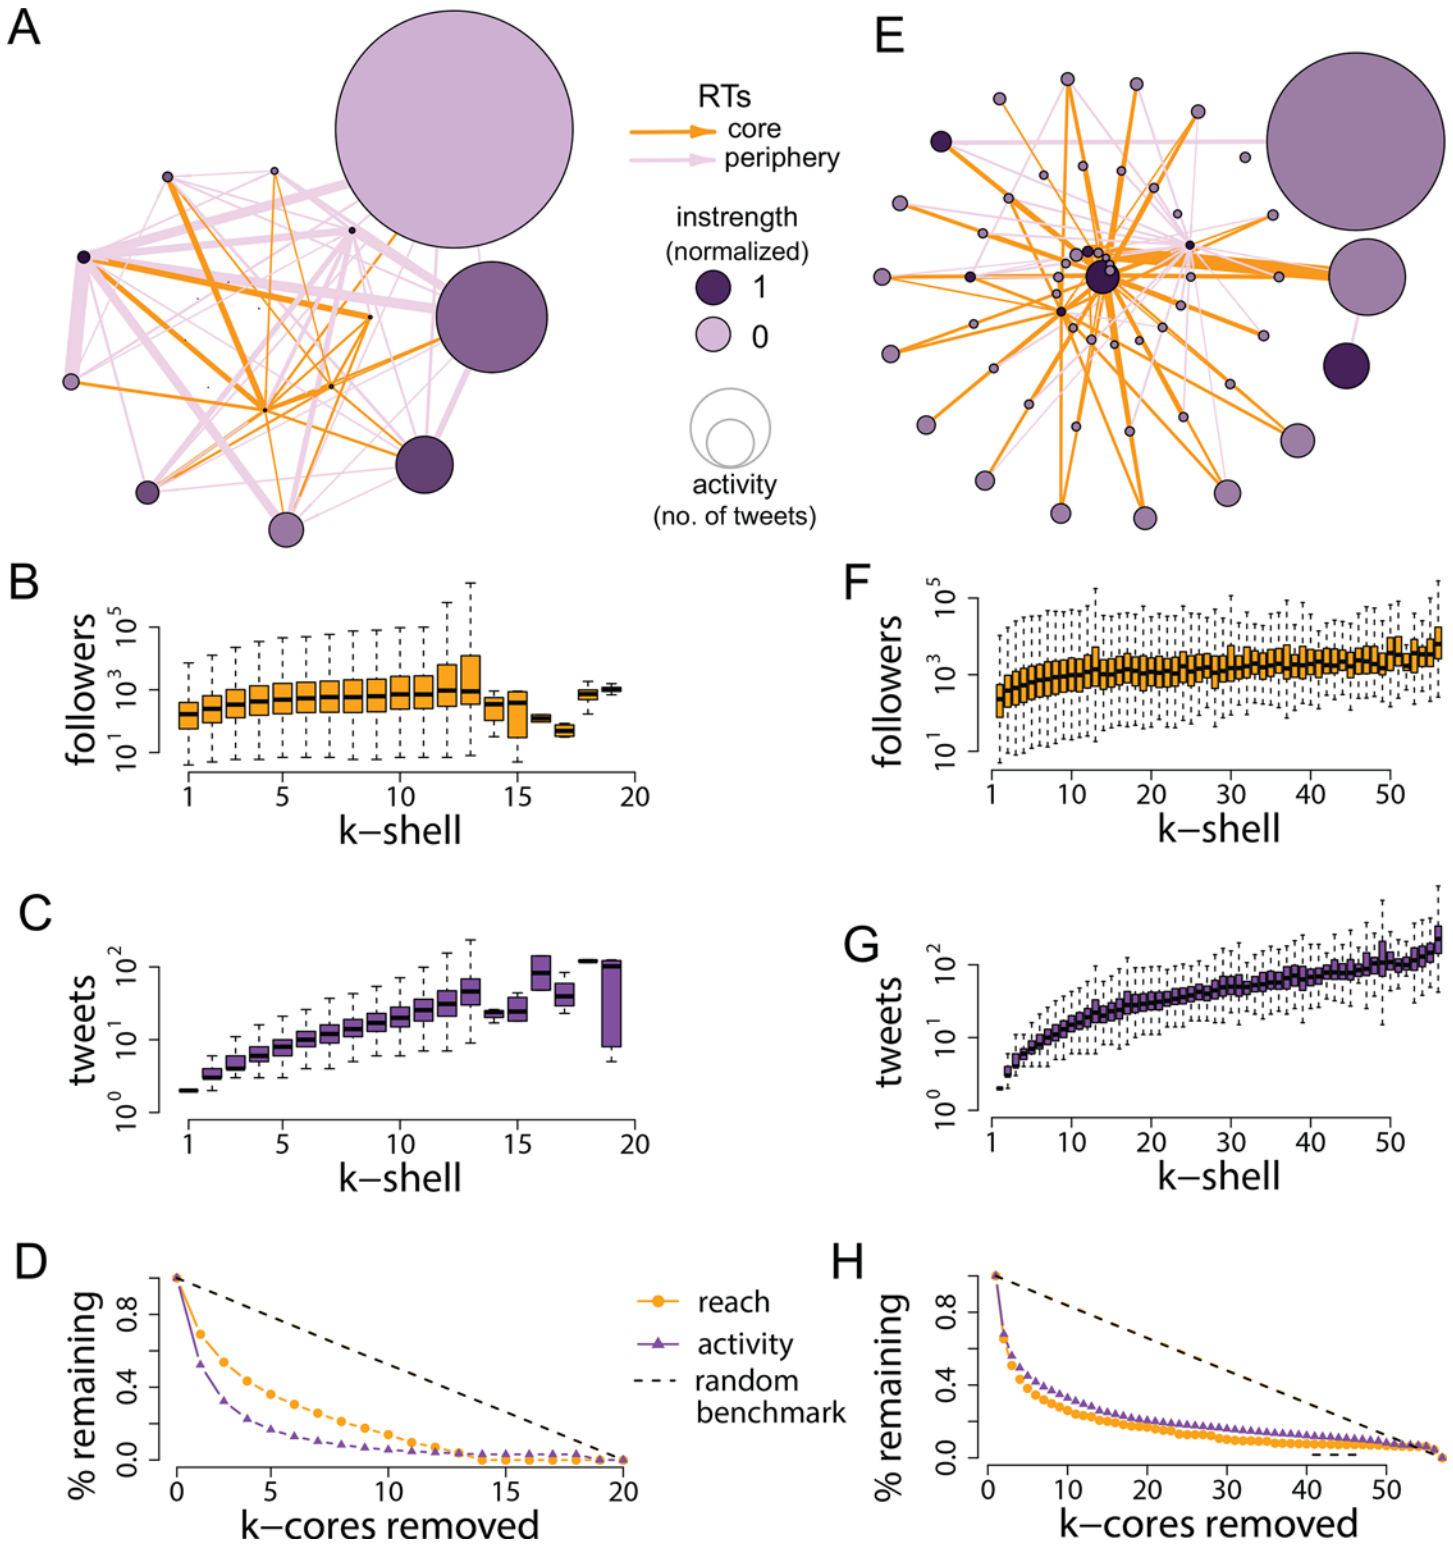 A
E
RTs
core
periphery
instrength
(normalized)
1
0
activity
(no. of tweets)
B
followers
10^1 10^3 10^5
1 5 10 15 20
k-shell
F
followers
10^1 10^3 10^5
1 10 20 30 40 50
k-shell
C
tweets
10^0 10^1 10^2
1 5 10 15 20
k-shell
G
tweets
10^0 10^1 10^2
1 10 20 30 40 50
k-shell
D
% remaining
0.0 0.4 0.8
0 5 10 15 20
k-cores removed
reach
activity
random
benchmark
H
% remaining
0.0 0.4 0.8
0 10 20 30 40 50
k-cores removed